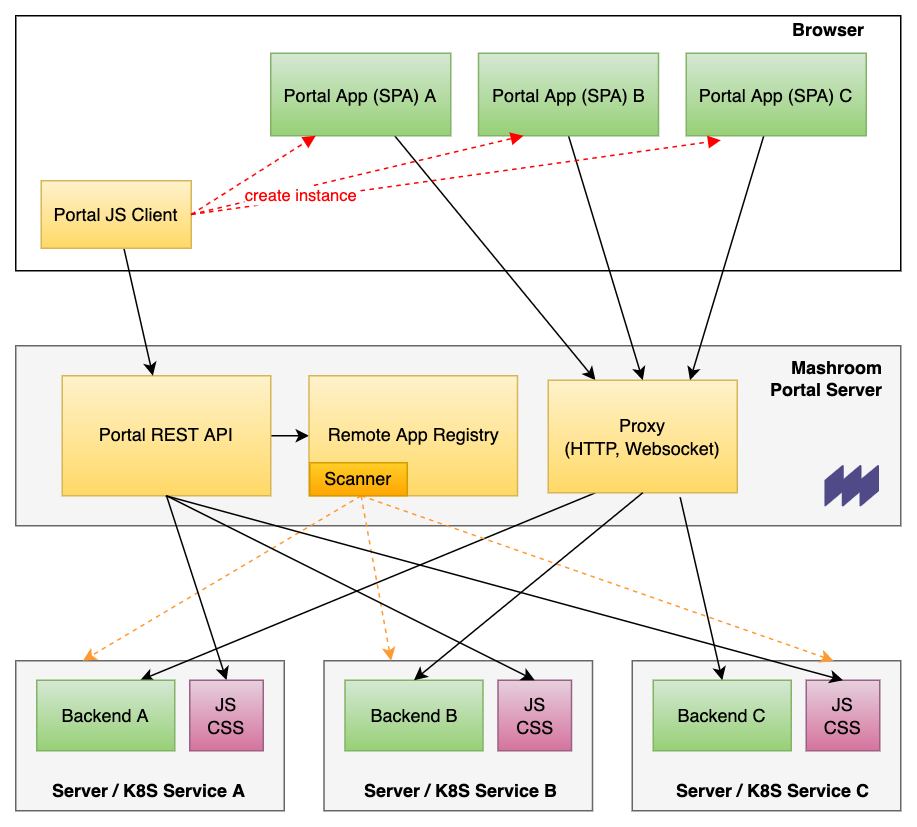 Browser
Portal App (SPA) A
Portal App (SPA) B
Portal App (SPA) C
create instance
Portal JS Client
Mashroom
Portal Server
Portal REST API
Remote App Registry
Scanner
Proxy
(HTTP, Websocket)
Backend A
JS
CSS
Server / K8S Service A
Backend B
JS
CSS
Server / K8S Service B
Backend C
JS
CSS
Server / K8S Service C